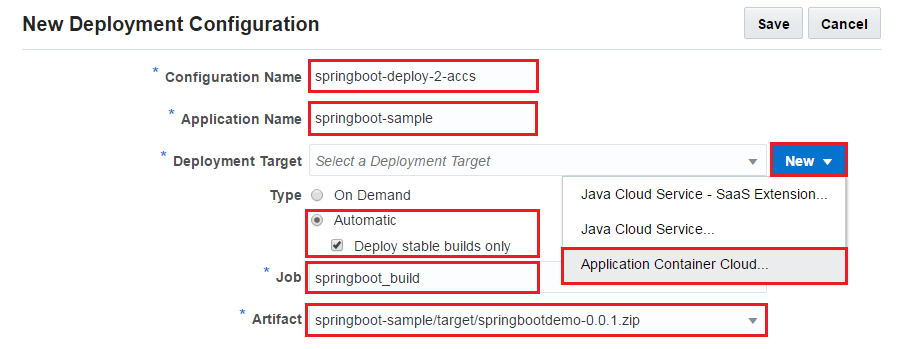 New Deployment Configuration Save Cancel
* Configuration Name springboot-deploy-2-accs
* Application Name springboot-sample
* Deployment Target Select a Deployment Target New
Type On Demand Java Cloud Service - SaaS Extension...
Automatic
Deploy stable builds only Java Cloud Service...
* Job springboot_build Application Container Cloud...
* Artifact springboot-sample/target/springbootdemo-0.0.1.zip